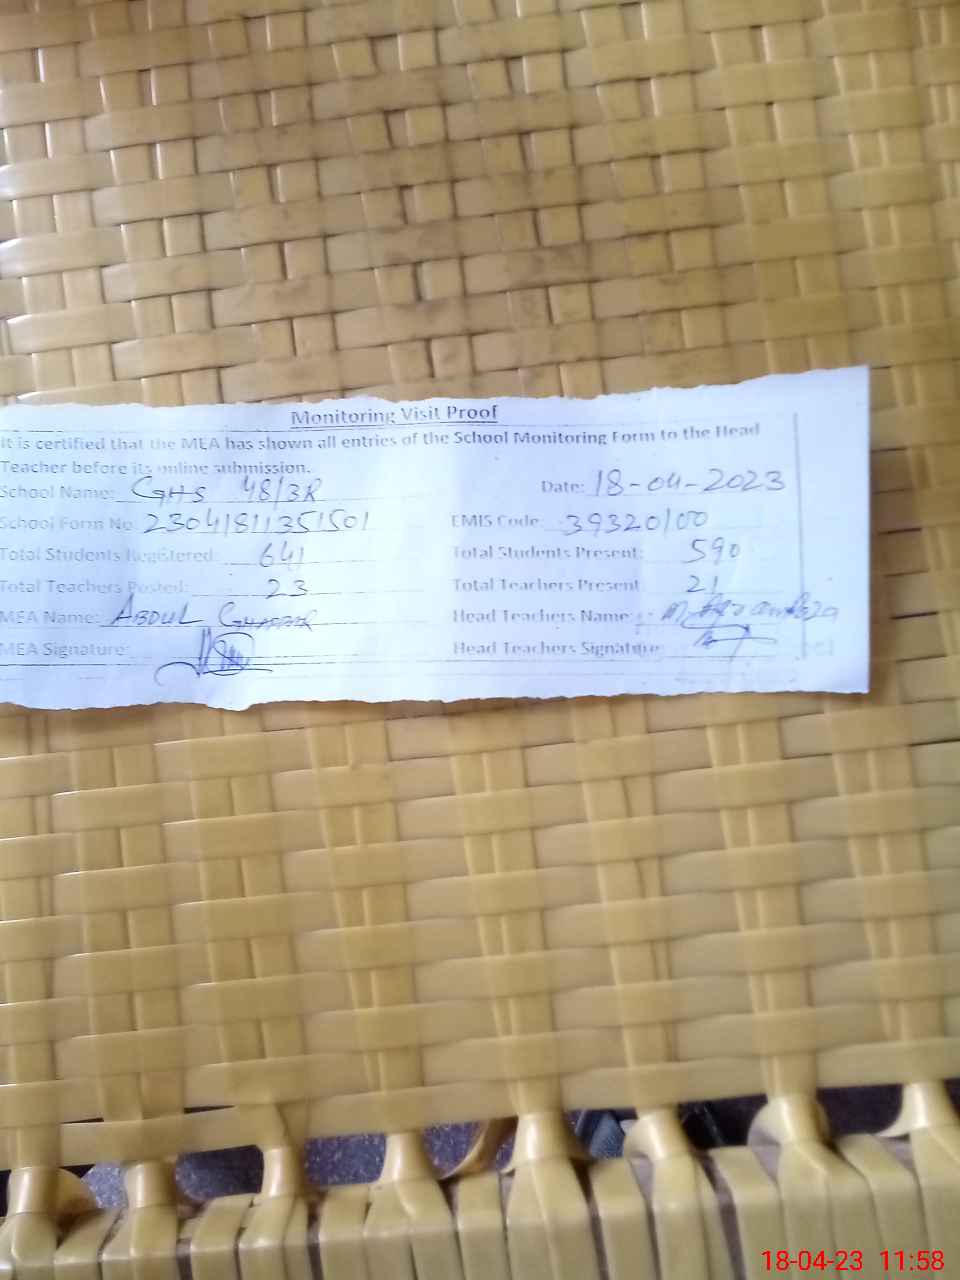 Monitoring Visit Proof
It is certified that the MEA has shown all entries of the School Monitoring Form to the Head
Teacher before its online submission.
School Name: GHS 48/3R Date: 18-04-2023
School Form No: 23041811351501 EMIS Code: 39320100
Total Students Registered: 641 Total Students Present: 590
Total Teachers Posted: 23 Total Teachers Present 21
MEA Name: ABDUL GHAFFAR Head Teachers Name:
MEA Signature: Head Teachers Signature:
18-04-23 11:58